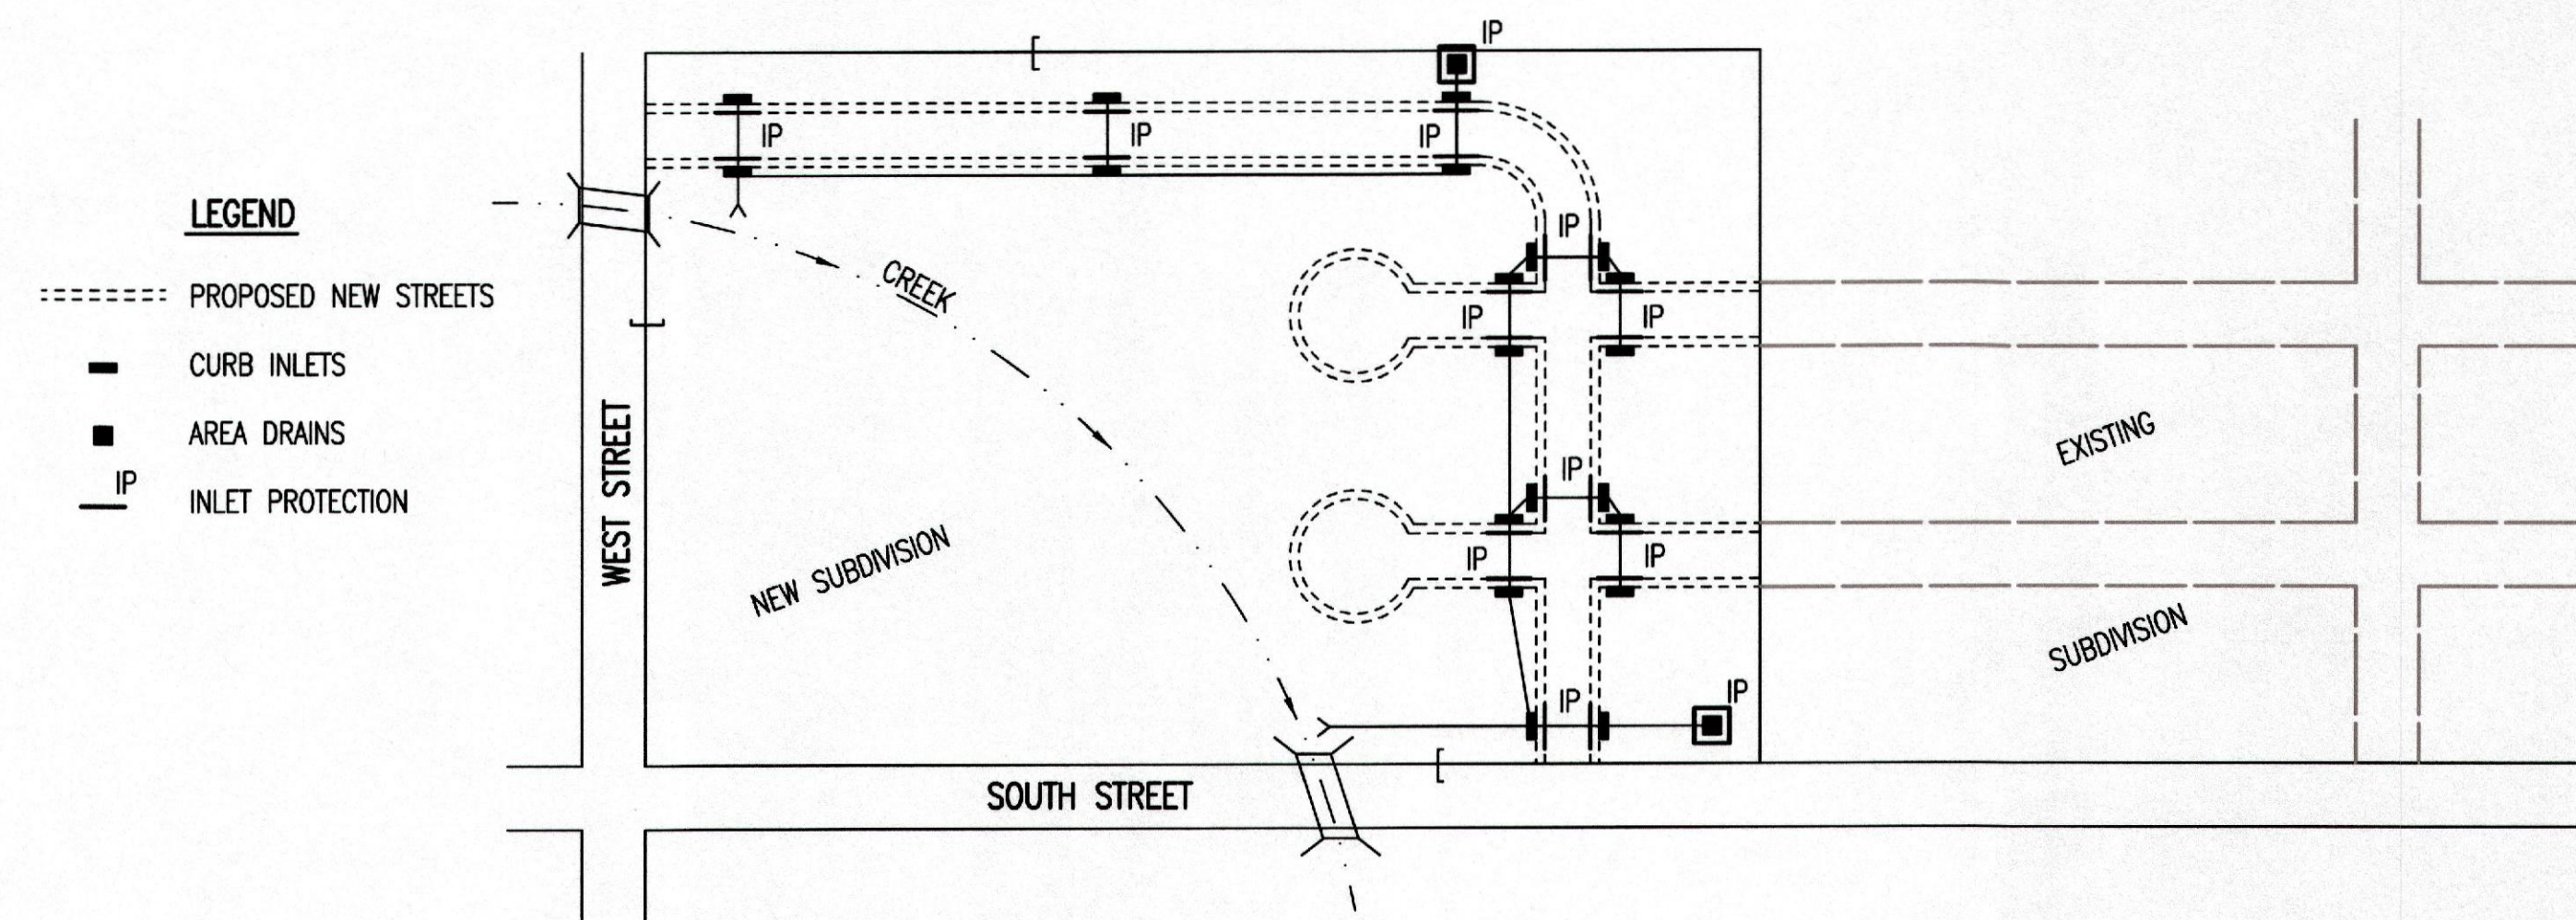 IP
IP
IP
IP
IP
LEGEND
PROPOSED NEW STREETS
CREEK
IP
IP
CURB INLETS
AREA DRAINS
EXISTING
IP
INLET PROTECTION
WEST STREET
IP
NEW SUBDIVISION
IP
IP
SUBDIVISION
IP
IP
SOUTH STREET